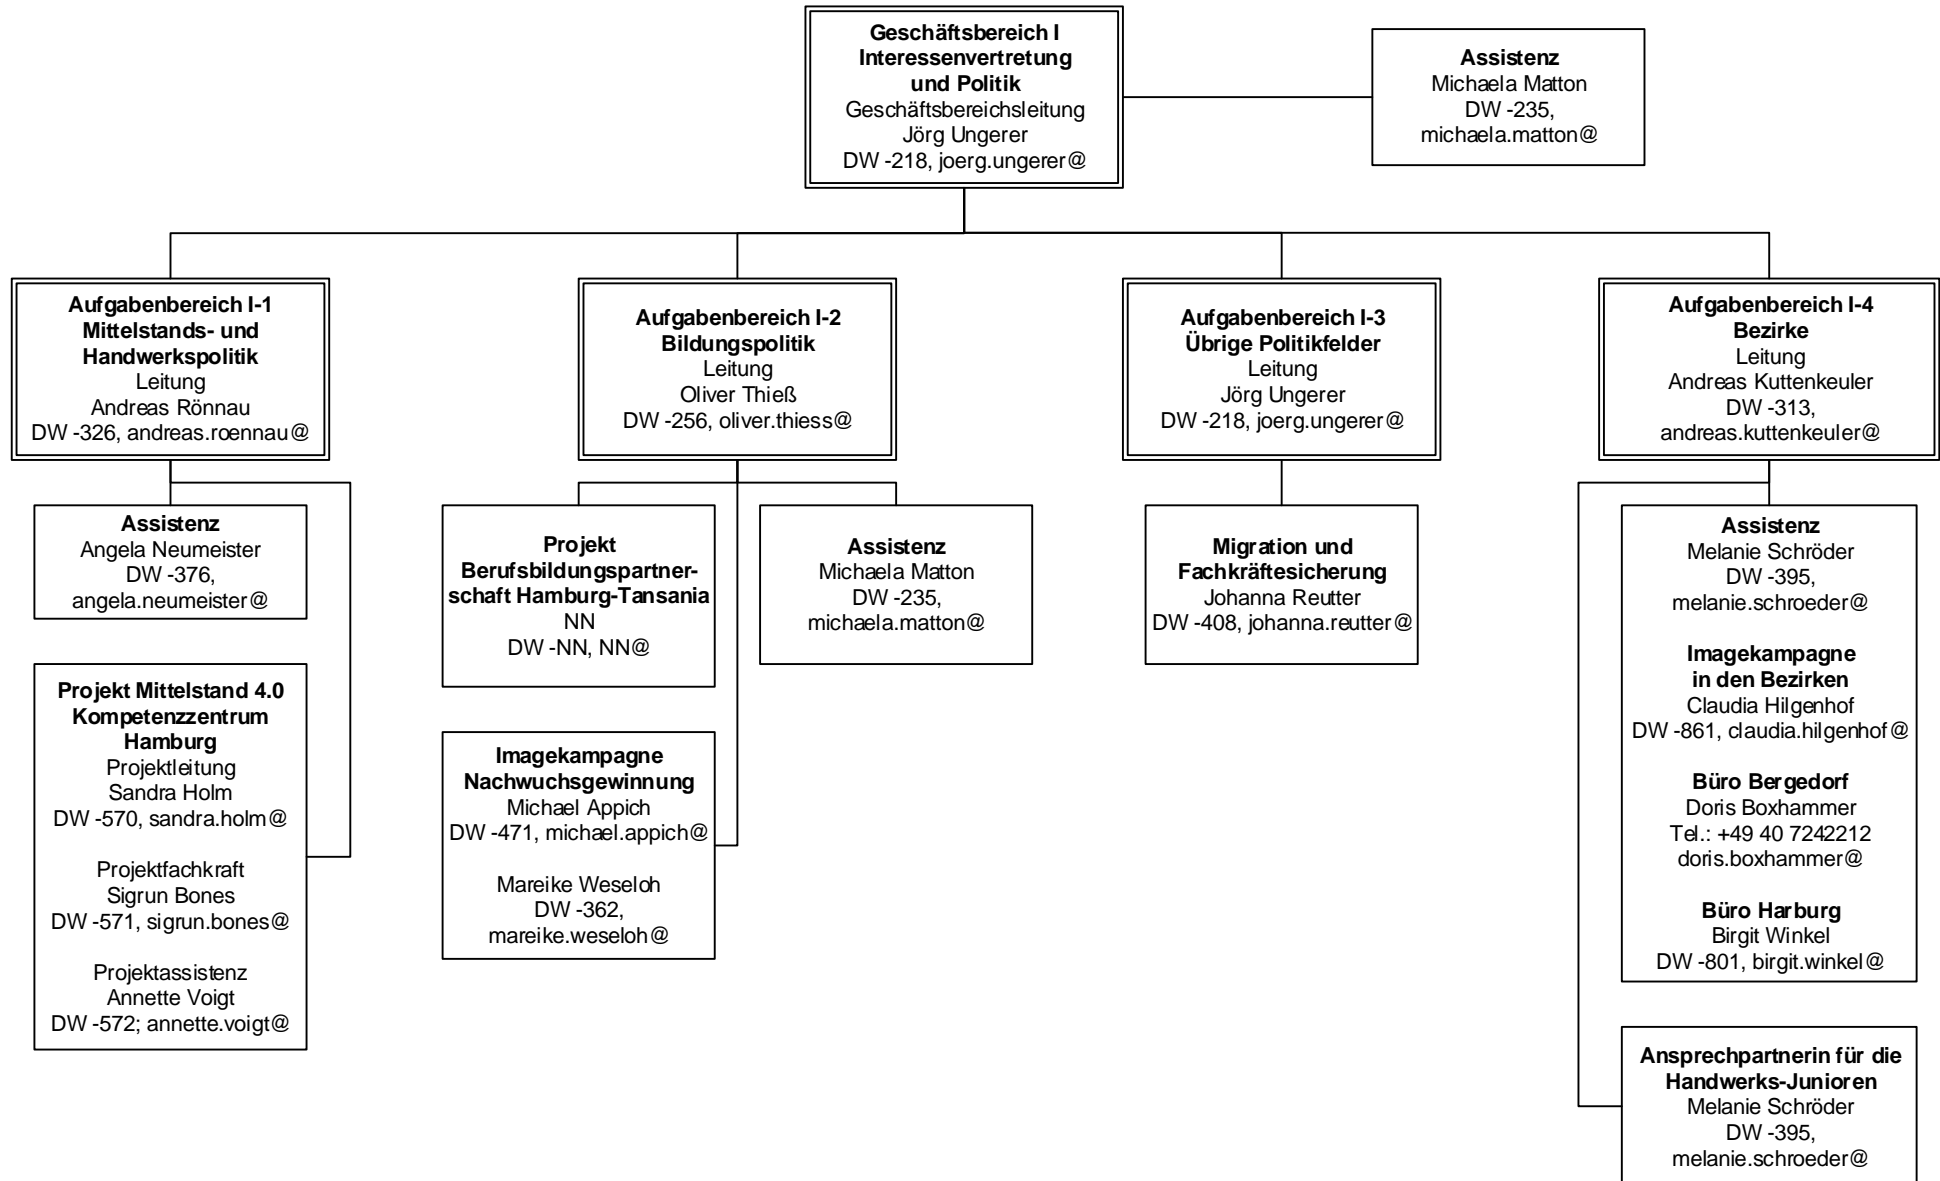 Geschäftsbereich I
Interessenvertretung
und Politik
Geschäftsbereichsleitung
Jörg Ungerer
DW -218, joerg.ungerer@
Assistenz
Michaela Matton
DW -235,
michaela.matton@
Aufgabenbereich I-1
Mittelstands- und
Handwerkspolitik
Leitung
Andreas Rönnau
DW -326, andreas.roennau@
Aufgabenbereich I-2
Bildungspolitik
Leitung
Oliver Thieß
DW -256, oliver.thiess@
Aufgabenbereich I-3
Übrige Politikfelder
Leitung
Jörg Ungerer
DW -218, joerg.ungerer@
Aufgabenbereich I-4
Bezirke
Leitung
Andreas Kuttenkeuler
DW -313,
andreas.kuttenkeuler@
Assistenz
Angela Neumeister
DW -376,
angela.neumeister@
Projekt Mittelstand 4.0
Kompetenzzentrum
Hamburg
Projektleitung
Sandra Holm
DW -570, sandra.holm@
Projektfachkraft
Sigrun Bones
DW -571, sigrun.bones@
Projektassistenz
Annette Voigt
DW -572; annette.voigt@
Projekt
Berufsbildungspartner-
schaft Hamburg-Tansania
NN
DW -NN, NN@
Assistenz
Michaela Matton
DW -235,
michaela.matton@
Imagekampagne
Nachwuchsgewinnung
Michael Appich
DW -471, michael.appich@
Mareike Weseloh
DW -362,
mareike.weseloh@
Migration und
Fachkräftesicherung
Johanna Reutter
DW -408, johanna.reutter@
Assistenz
Melanie Schröder
DW -395,
melanie.schroeder@
Imagekampagne
in den Bezirken
Claudia Hilgenhof
DW -861, claudia.hilgenhof@
Büro Bergedorf
Doris Boxhammer
Tel.: +49 40 7242212
doris.boxhammer@
Büro Harburg
Birgit Winkel
DW -801, birgit.winkel@
Ansprechpartnerin für die
Handwerks-Junioren
Melanie Schröder
DW -395,
melanie.schroeder@